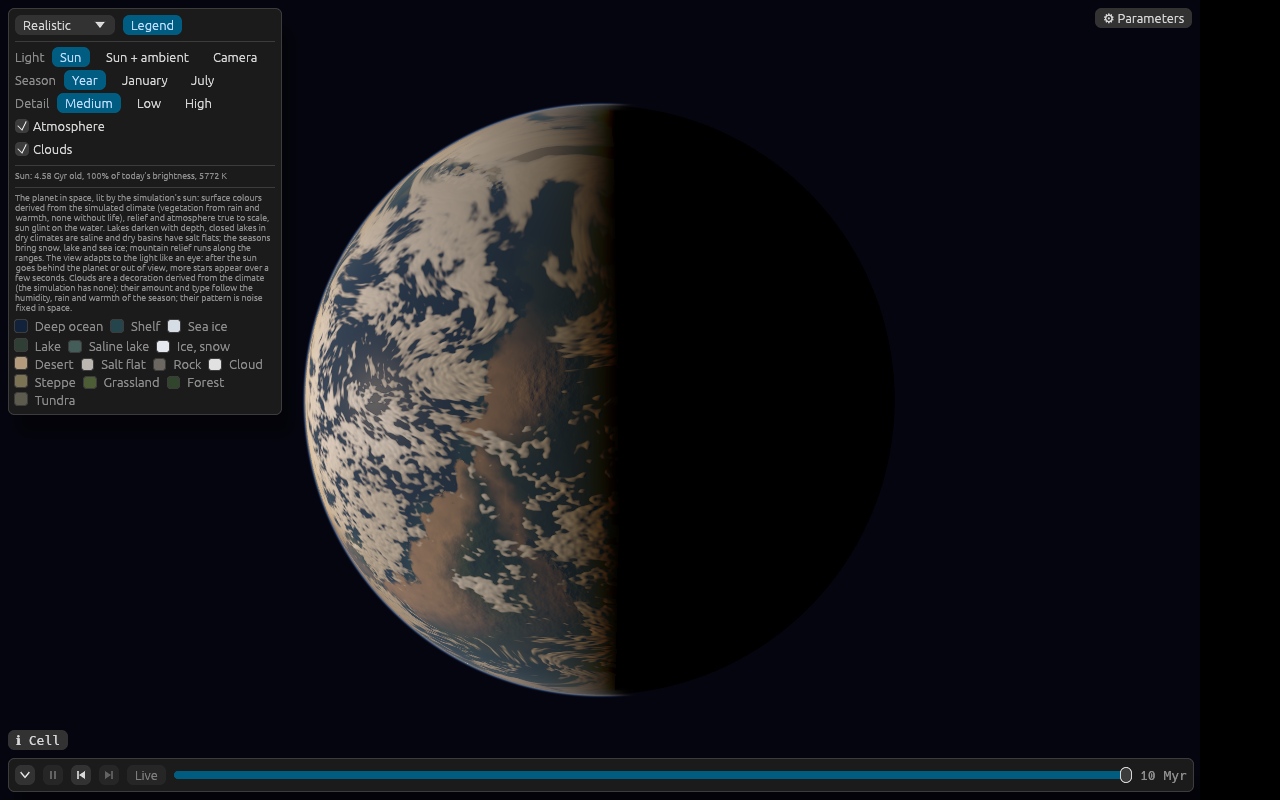 Realistic Legend
⚙ Parameters
Light Sun Sun + ambient Camera
Season Year January July
Detail Medium Low High
Atmosphere
Clouds
Sun: 4.58 Gyr old, 100% of today's brightness, 5772 K
The planet in space, lit by the simulation's sun: surface colours
derived from the simulated climate (vegetation from rain and
warmth, none without life), relief and atmosphere true to scale,
sun glint on the water. Lakes darken with depth, closed lakes in
dry climates are saline and dry basins have salt flats; the seasons
bring snow, lake and sea ice; mountain relief runs along the
ranges. The view adapts to the light like an eye: after the sun
goes behind the planet or out of view, more stars appear over a
few seconds. Clouds are a decoration derived from the climate
(the simulation has none): their amount and type follow the
humidity, rain and warmth of the season; their pattern is noise
fixed in space.
Deep ocean Shelf Sea ice
Lake Saline lake Ice, snow
Desert Salt flat Rock Cloud
Steppe Grassland Forest
Tundra
ℹ Cell
Live 10 Myr